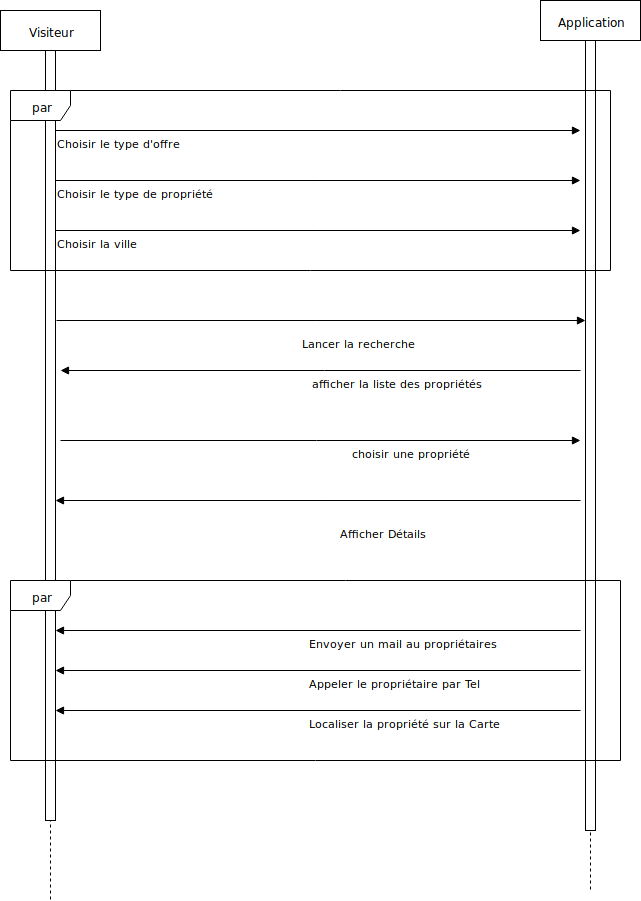 Visiteur
Application
par
Choisir le type d'offre
Choisir le type de propriété
Choisir la ville
Lancer la recherche
afficher la liste des propriétés
choisir une propriété
Afficher Détails
par
Envoyer un mail au propriétaires
Appeler le propriétaire par Tel
Localiser la propriété sur la Carte